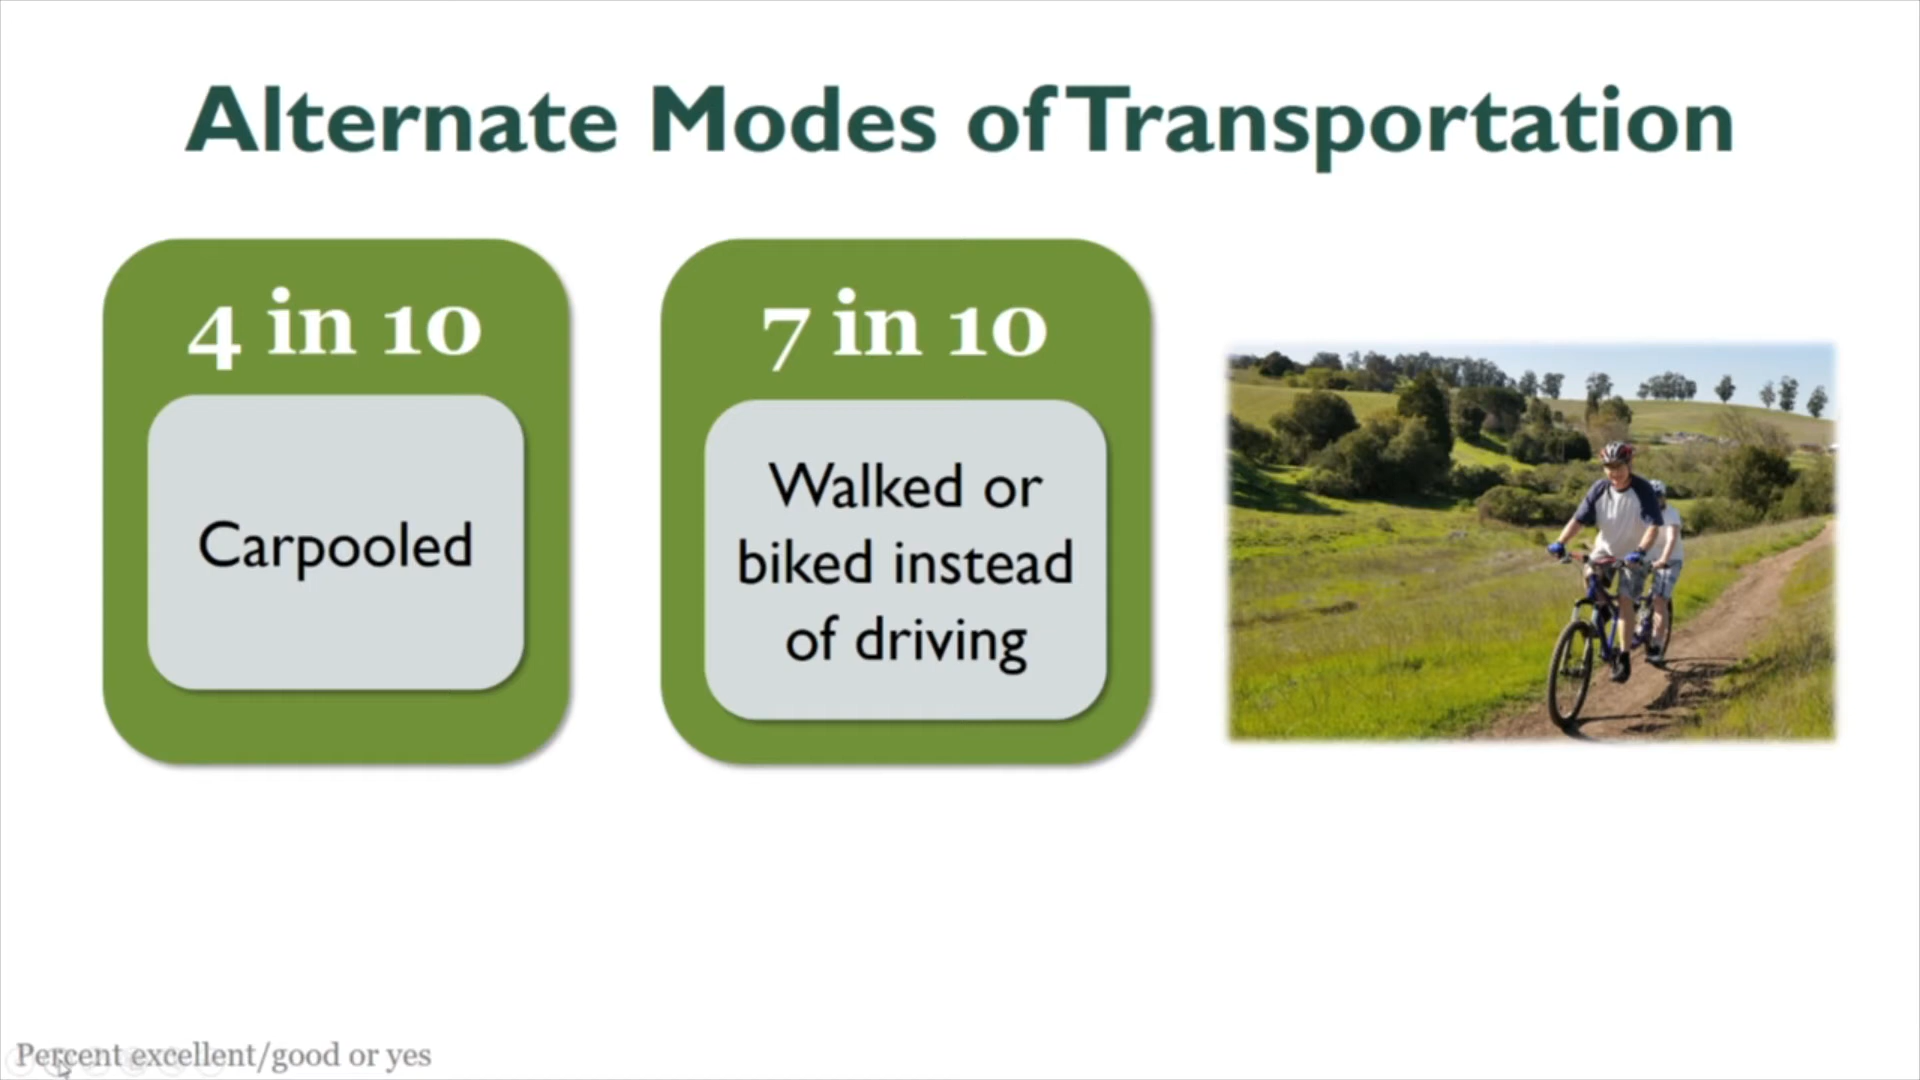 Alternate Modes of Transportation
4 in 10
Carpooled
7 in 10
Walked or
biked instead
of driving
Percent excellent/good or yes